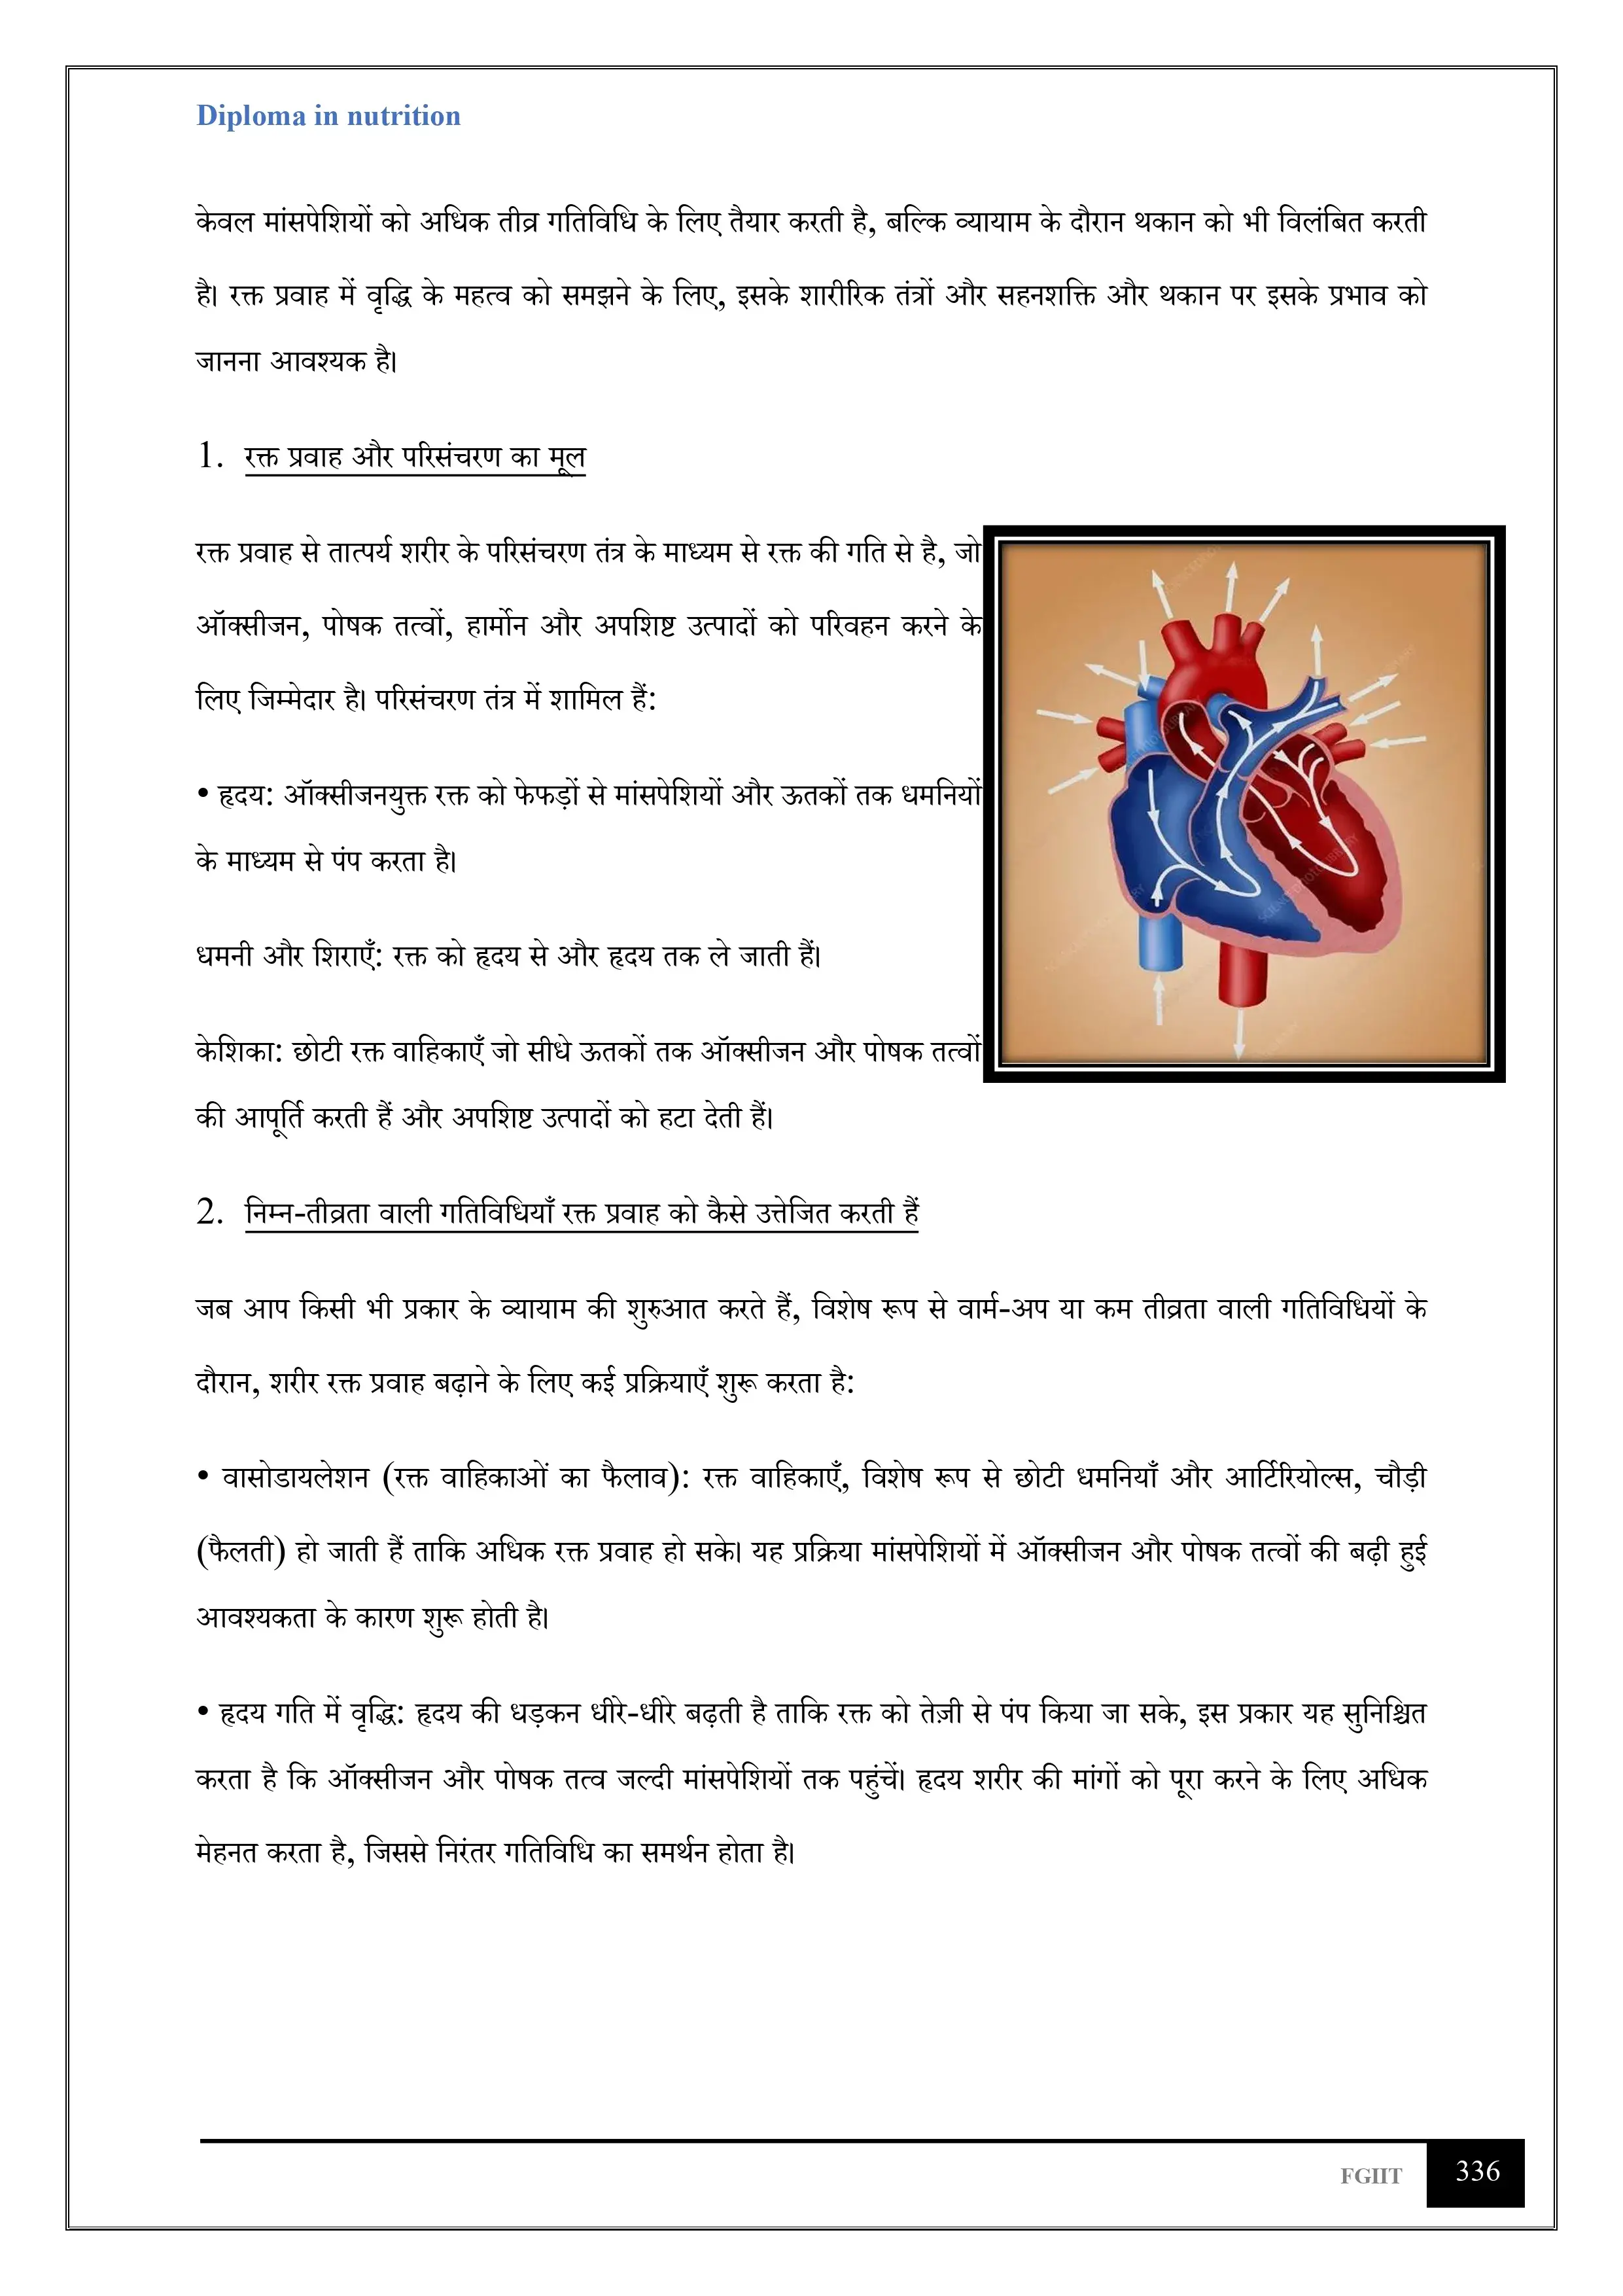 Diploma in nutrition
केवल मांसपेशियों को अधिक तीव्र गतिविधि के लिए तैयार करती है, बल्कि व्यायाम के दौरान थकान को भी विलंबित करती
है। रक्त प्रवाह में वृद्धि के महत्व को समझने के लिए, इसके शारीरिक तंत्रों और सहनशक्ति और थकान पर इसके प्रभाव को
जानना आवश्यक है।
1. रक्त प्रवाह और परिसंचरण का मूल
रक्त प्रवाह से तात्पर्य शरीर के परिसंचरण तंत्र के माध्यम से रक्त की गति से है, जो
ऑक्सीजन, पोषक तत्वों, हार्मोन और अपशिष्ट उत्पादों को परिवहन करने के
लिए जिम्मेदार है। परिसंचरण तंत्र में शामिल हैं:
• हृदय: ऑक्सीजनयुक्त रक्त को फेफड़ों से मांसपेशियों और ऊतकों तक धमनियों
के माध्यम से पंप करता है।
धमनी और शिराएँ: रक्त को हृदय से और हृदय तक ले जाती हैं।
केशिका: छोटी रक्त वाहिकाएँ जो सीधे ऊतकों तक ऑक्सीजन और पोषक तत्वों
की आपूर्ति करती हैं और अपशिष्ट उत्पादों को हटा देती हैं।
2. निम्न-तीव्रता वाली गतिविधियाँ रक्त प्रवाह को कैसे उत्तेजित करती हैं
जब आप किसी भी प्रकार के व्यायाम की शुरुआत करते हैं, विशेष रूप से वार्म-अप या कम तीव्रता वाली गतिविधियों के
दौरान, शरीर रक्त प्रवाह बढ़ाने के लिए कई प्रक्रियाएँ शुरू करता है:
• वासोडायलेशन (रक्त वाहिकाओं का फैलाव): रक्त वाहिकाएँ, विशेष रूप से छोटी धमनियाँ और आर्टिरियोल्स, चौड़ी
(फैलती) हो जाती हैं ताकि अधिक रक्त प्रवाह हो सके। यह प्रक्रिया मांसपेशियों में ऑक्सीजन और पोषक तत्वों की बढ़ी हुई
आवश्यकता के कारण शुरू होती है।
• हृदय गति में वृद्धि: हृदय की धड़कन धीरे-धीरे बढ़ती है ताकि रक्त को तेज़ी से पंप किया जा सके, इस प्रकार यह सुनिश्चित
करता है कि ऑक्सीजन और पोषक तत्व जल्दी मांसपेशियों तक पहुंचें। हृदय शरीर की मांगों को पूरा करने के लिए अधिक
मेहनत करता है, जिससे निरंतर गतिविधि का समर्थन होता है।
FGIIT 336